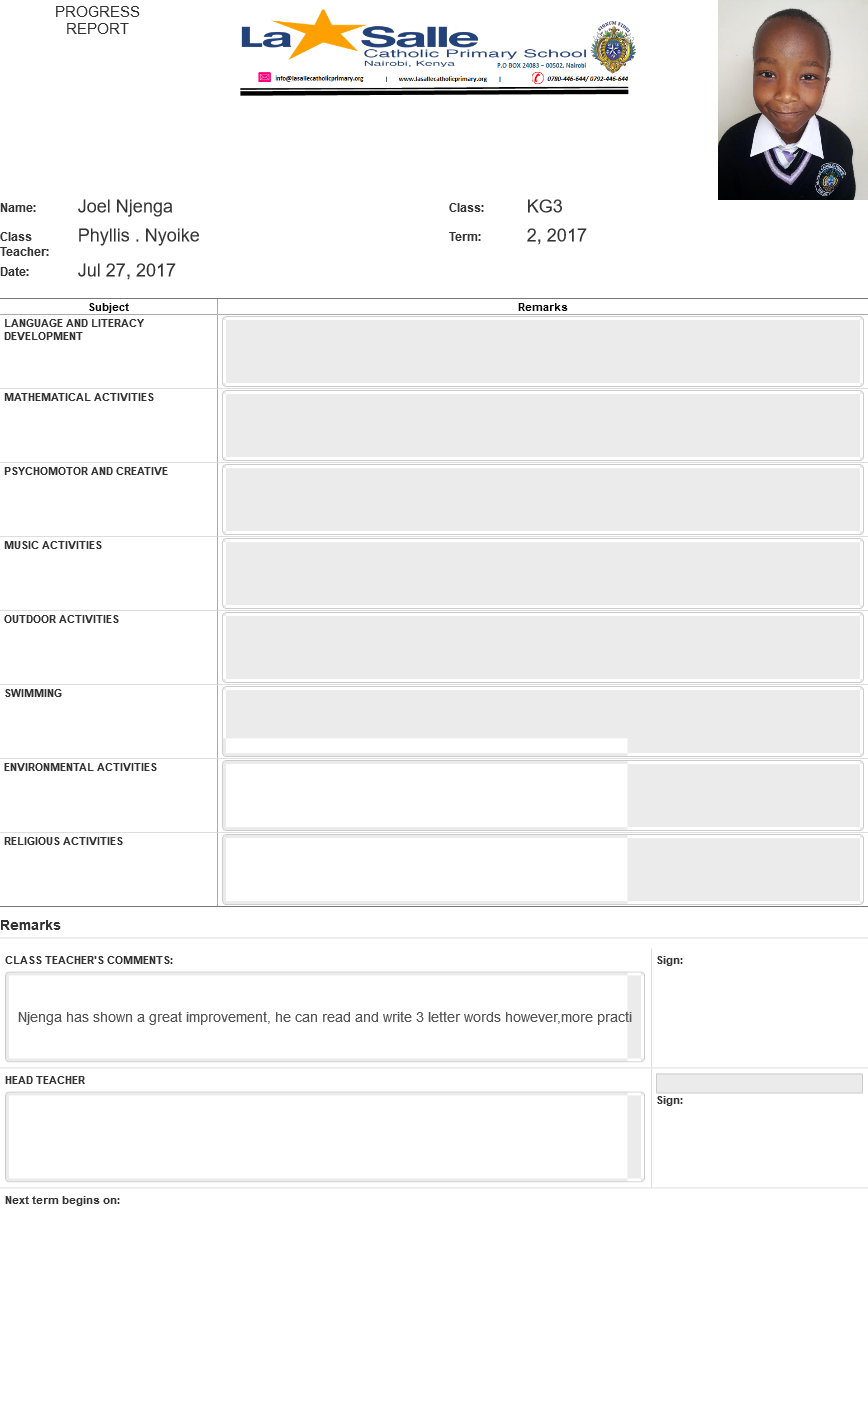 PROGRESS
REPORT
La Salle
Catholic Primary School
Nairobi, Kenya
P.O BOX 24083 – 00502, Nairobi
info@lasallecatholicprimary.org | www.lasallecatholicprimary.org | 0780-446-644/ 0792-446-644
Name: Joel Njenga Class: KG3
Class Teacher: Phyllis . Nyoike Term: 2, 2017
Date: Jul 27, 2017
Subject Remarks
LANGUAGE AND LITERACY
DEVELOPMENT
MATHEMATICAL ACTIVITIES
PSYCHOMOTOR AND CREATIVE
MUSIC ACTIVITIES
OUTDOOR ACTIVITIES
SWIMMING
ENVIRONMENTAL ACTIVITIES
RELIGIOUS ACTIVITIES
Remarks
CLASS TEACHER'S COMMENTS: Sign:
Njenga has shown a great improvement, he can read and write 3 letter words however,more practi
HEAD TEACHER
Sign:
Next term begins on: